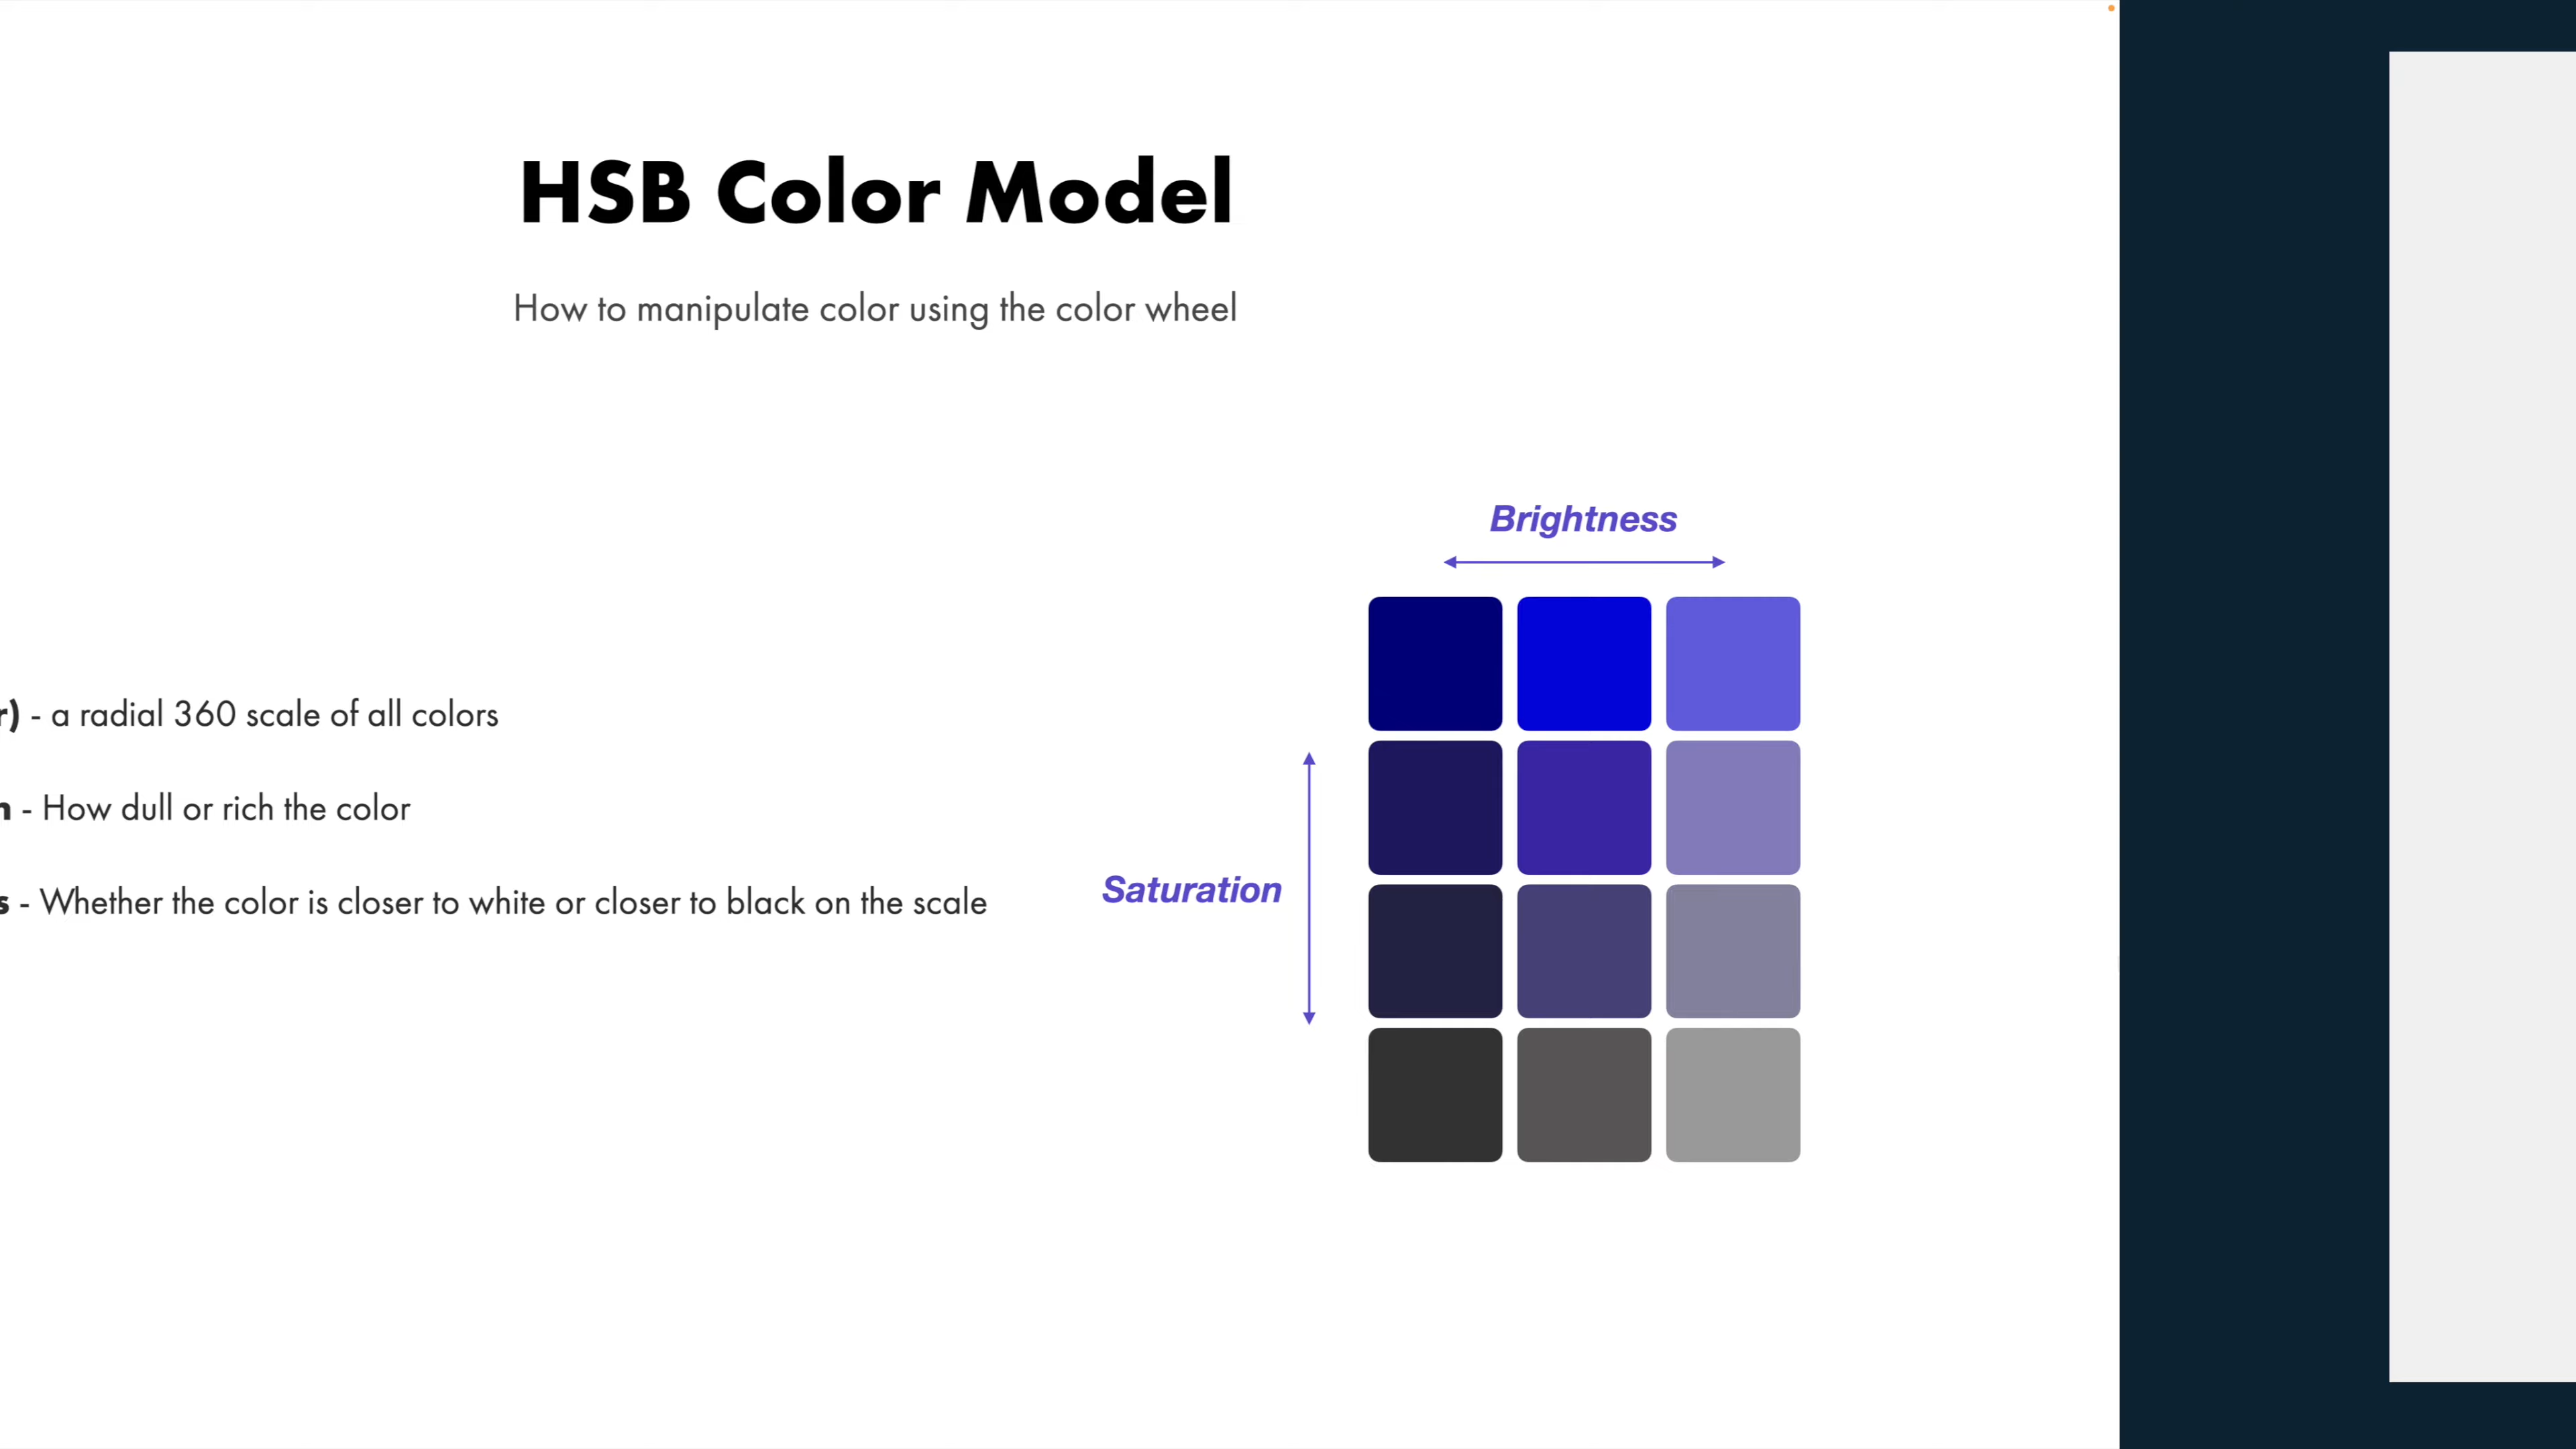 HSB Color Model
How to manipulate color using the color wheel
Brightness
r) - a radial 360 scale of all colors
n - How dull or rich the color
Saturation
s - Whether the color is closer to white or closer to black on the scale